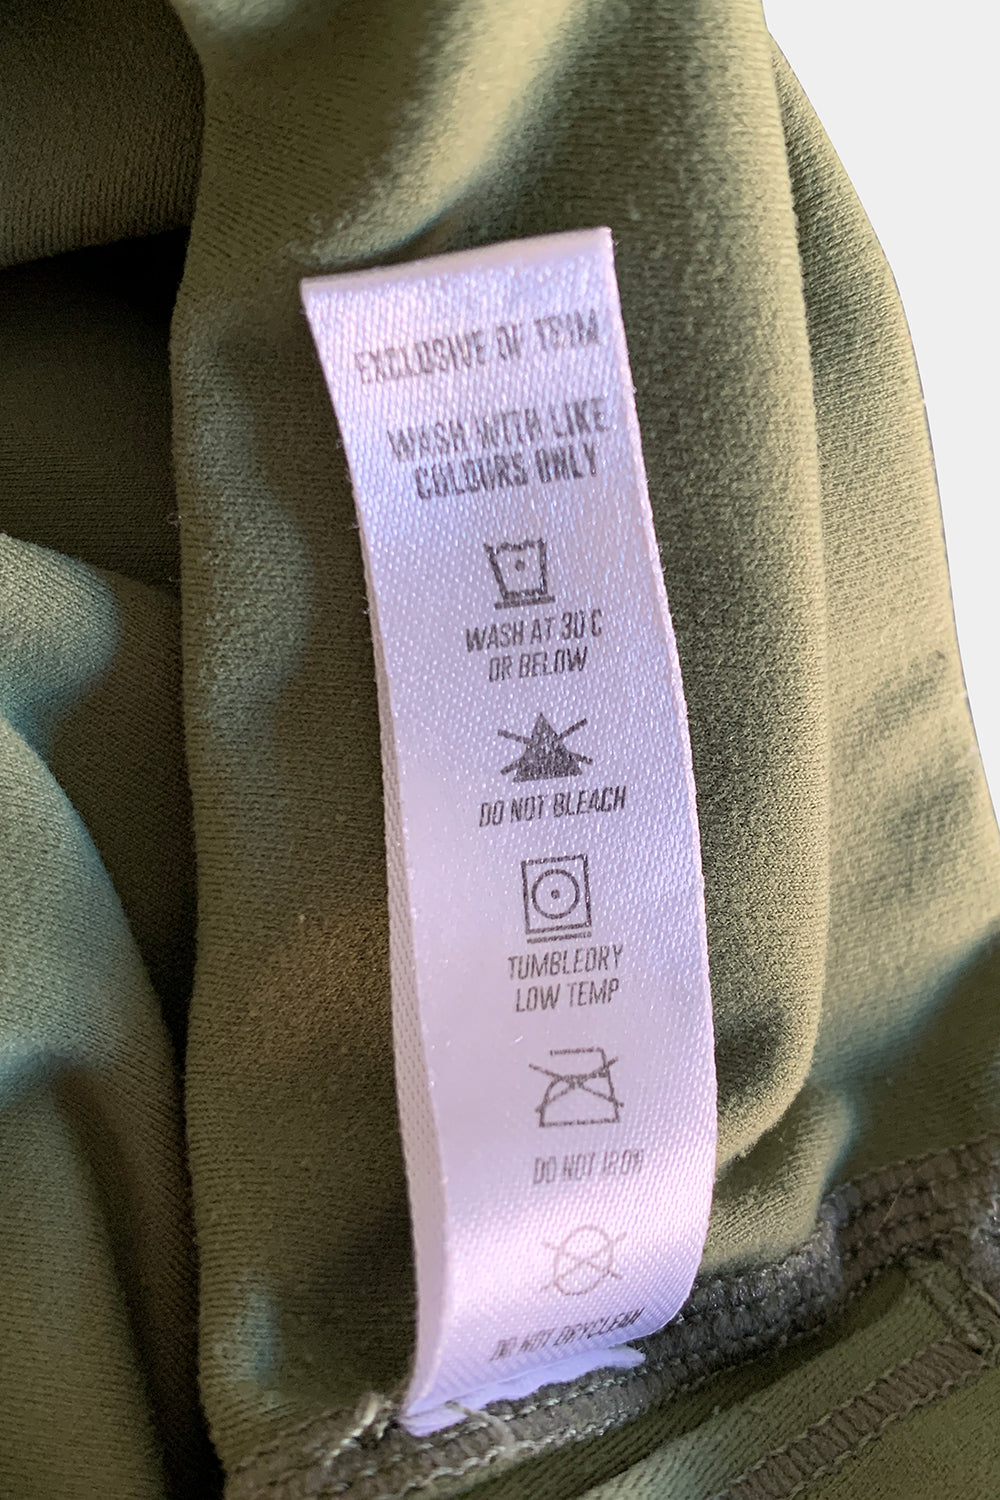 EXCLUSIVE OF TRIM
WASH WITH LIKE
COLOURS ONLY
WASH AT 30 C
OR BELOW
DO NOT BLEACH
TUMBLEDRY
LOW TEMP
DO NOT IRON
DO NOT DRYCLEAN